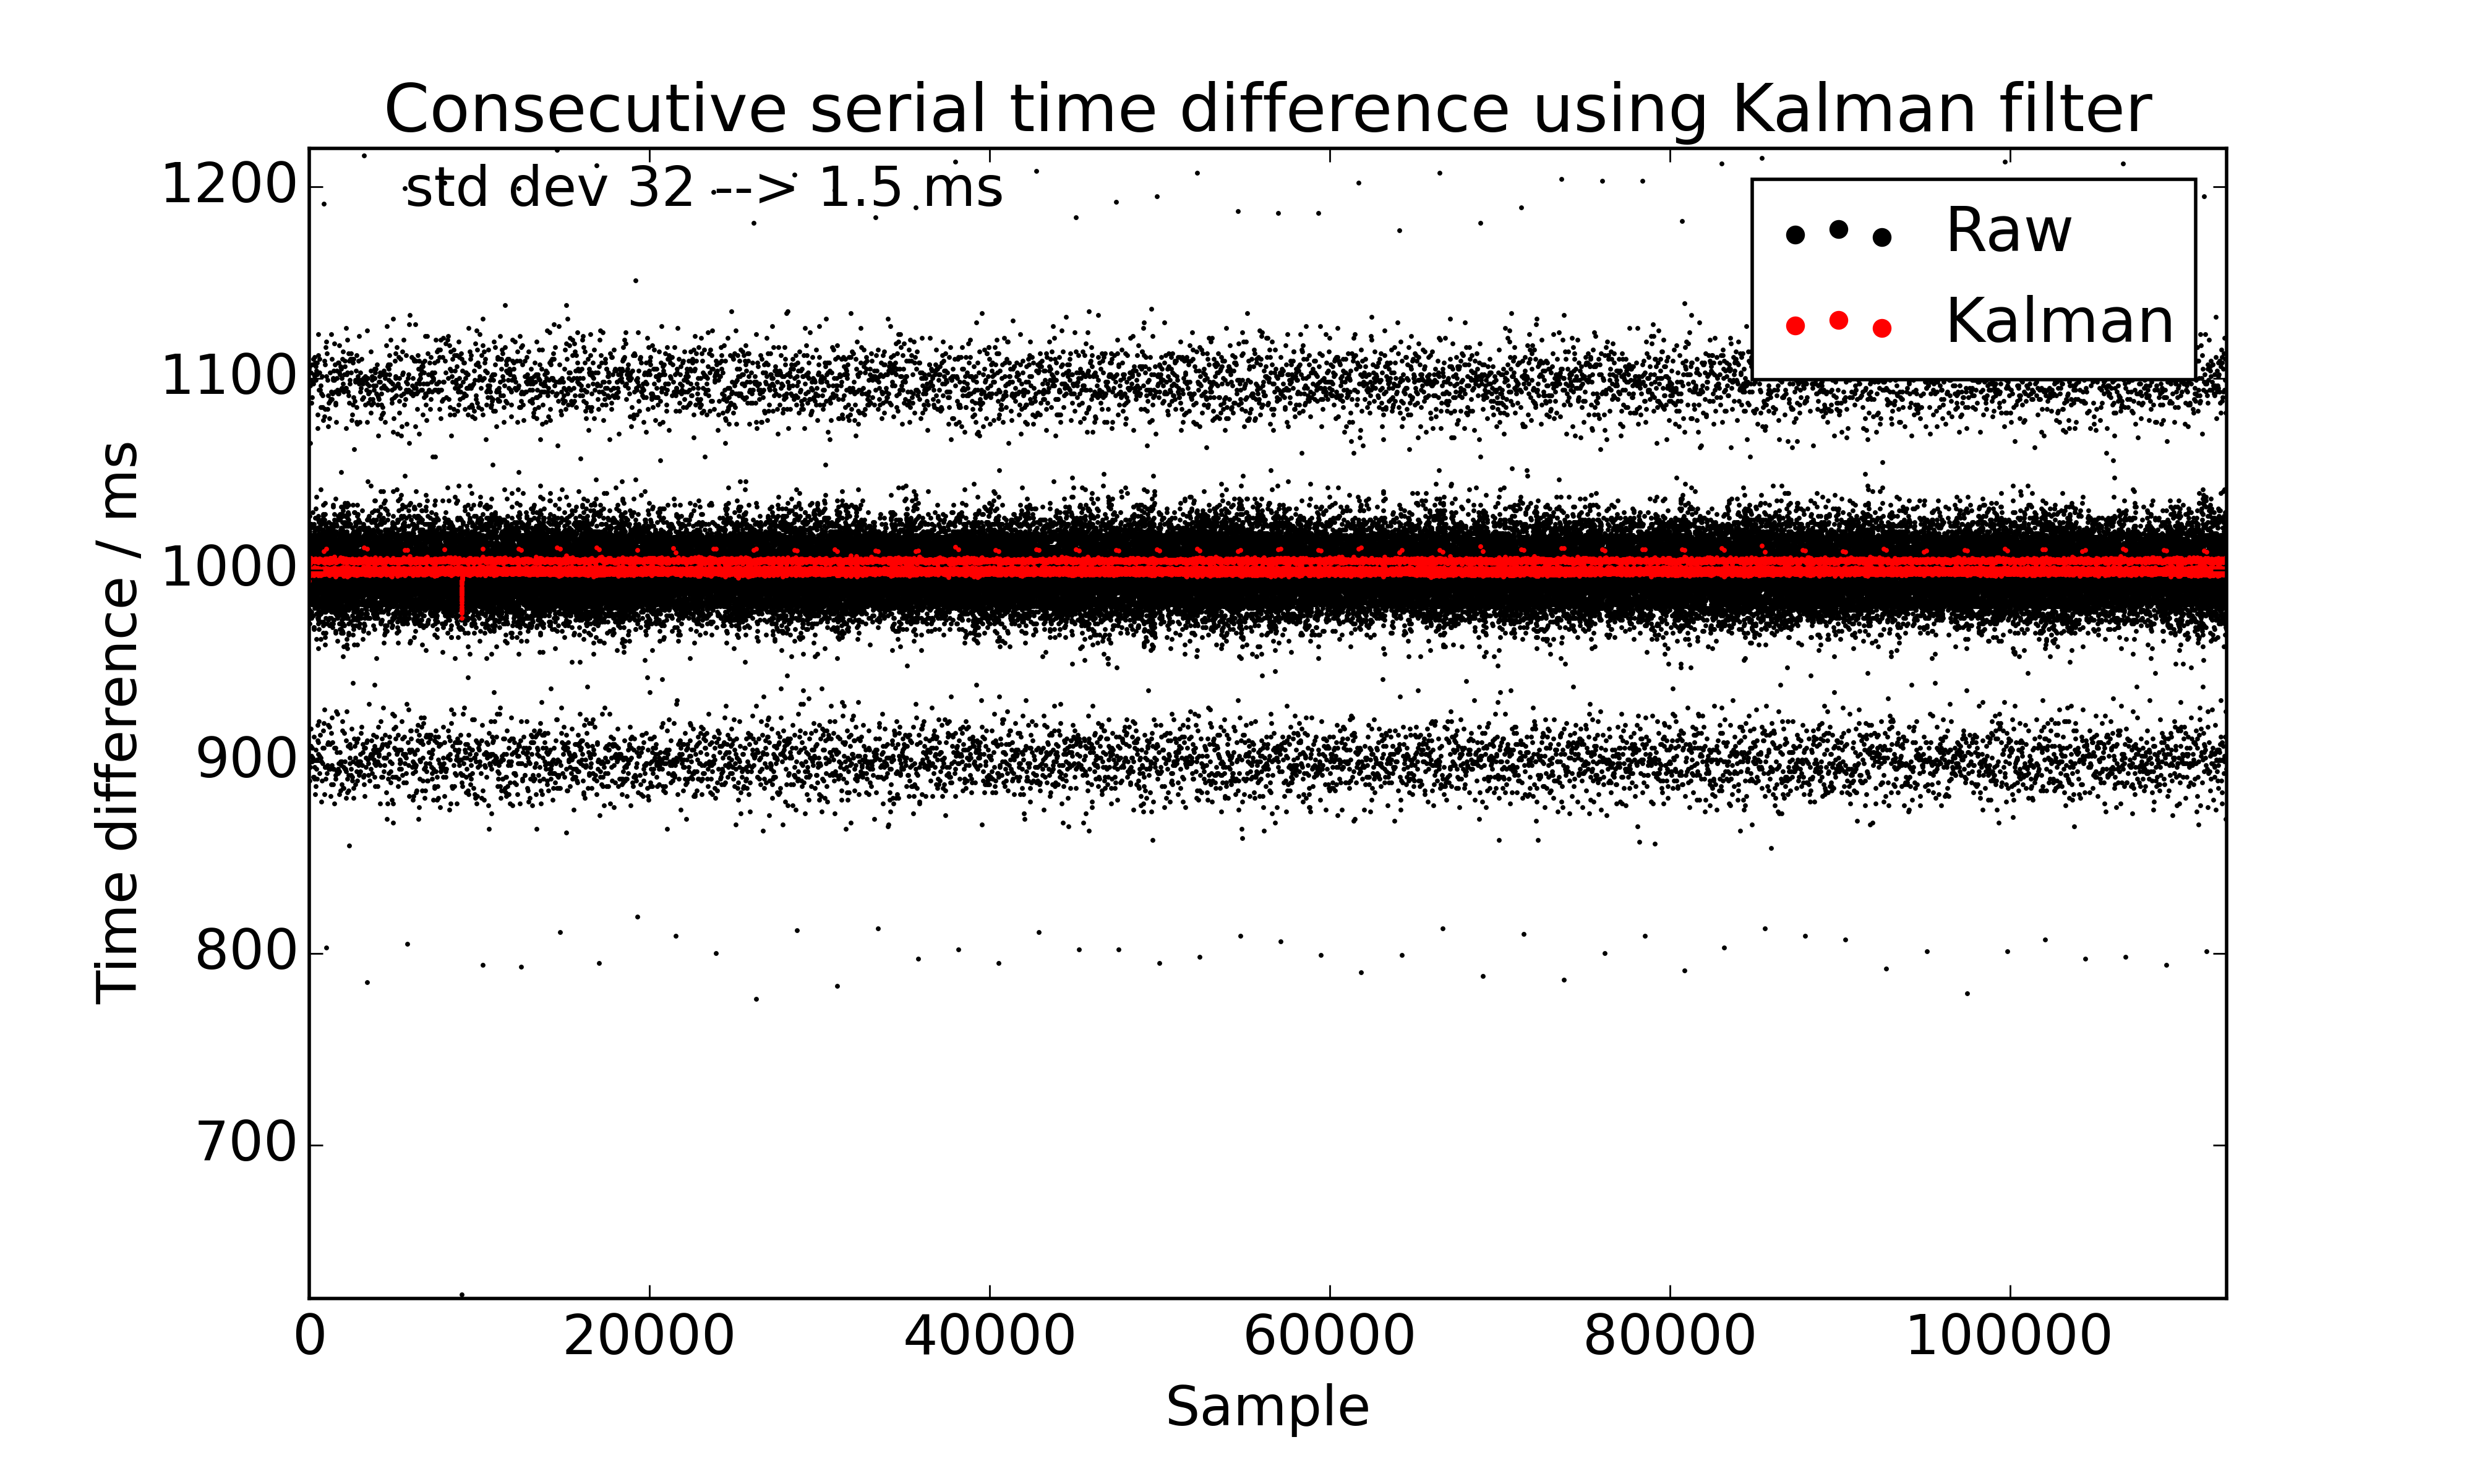 Consecutive serial time difference using Kalman filter
std dev 32 --> 1.5 ms
Raw
Kalman
1200
1100
1000
900
800
700
Time difference / ms
0 20000 40000 60000 80000 100000
Sample